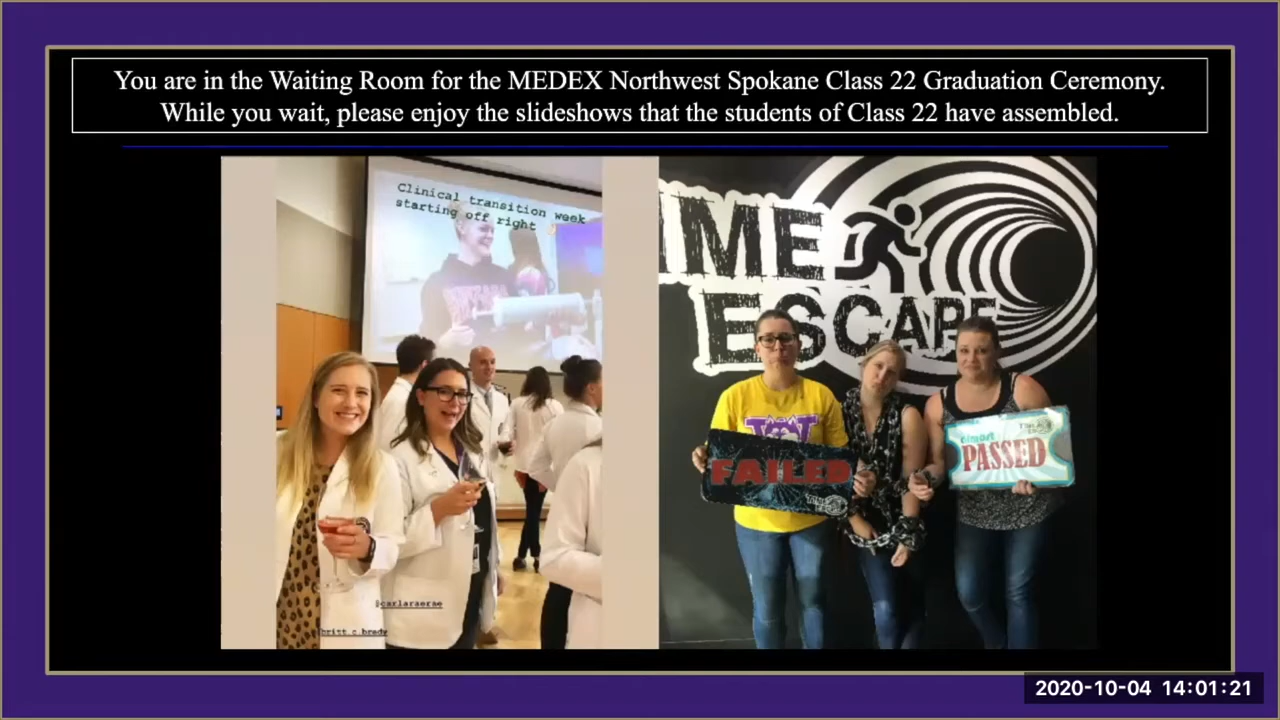 You are in the Waiting Room for the MEDEX Northwest Spokane Class 22 Graduation Ceremony.
While you wait, please enjoy the slideshows that the students of Class 22 have assembled.
Clinical transition week
starting off right
IME
ESCAPE
FAILED
almost
PASSED
@carlaraerae
britt_c_brady
2020-10-04 14:01:21